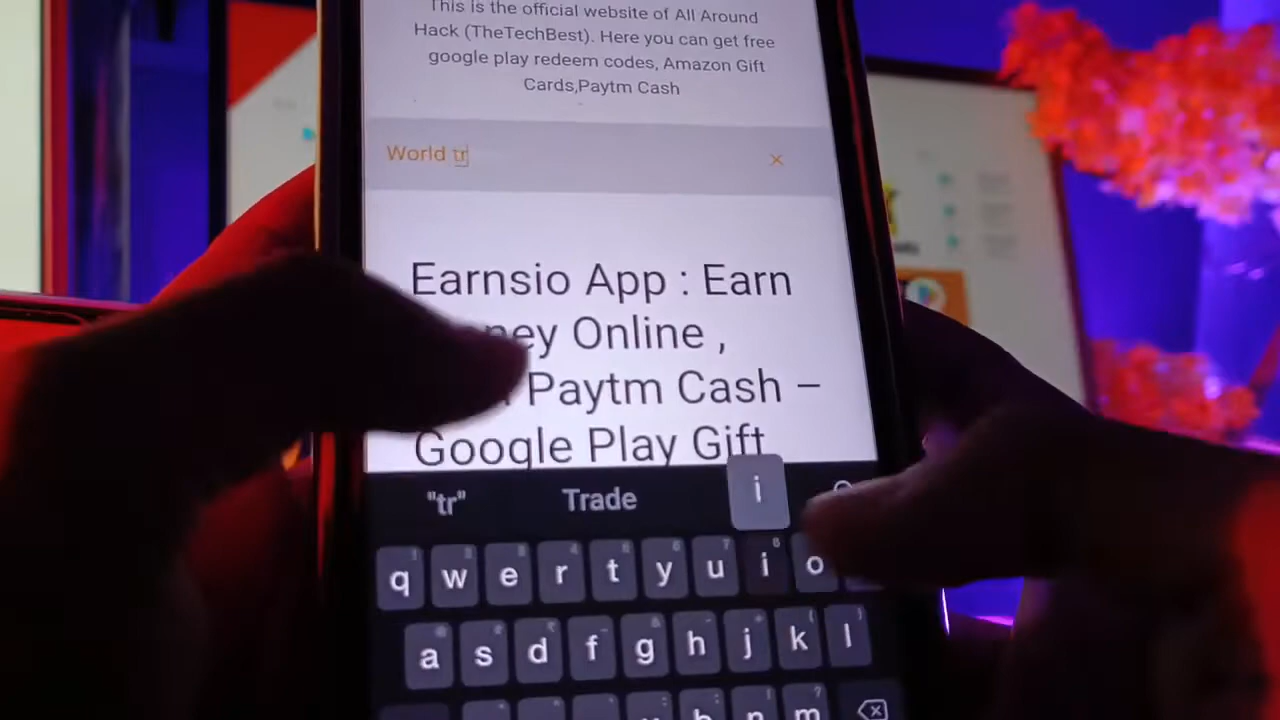 This is the official website of All Around
Hack (TheTechBest). Here you can get free
google play redeem codes, Amazon Gift
Cards,Paytm Cash
World tr
×
Earnsio App : Earn
ney Online ,
Paytm Cash –
Google Play Gift
"tr" Trade i
q w e r t y u i o
a s d f g h j k l
h n m